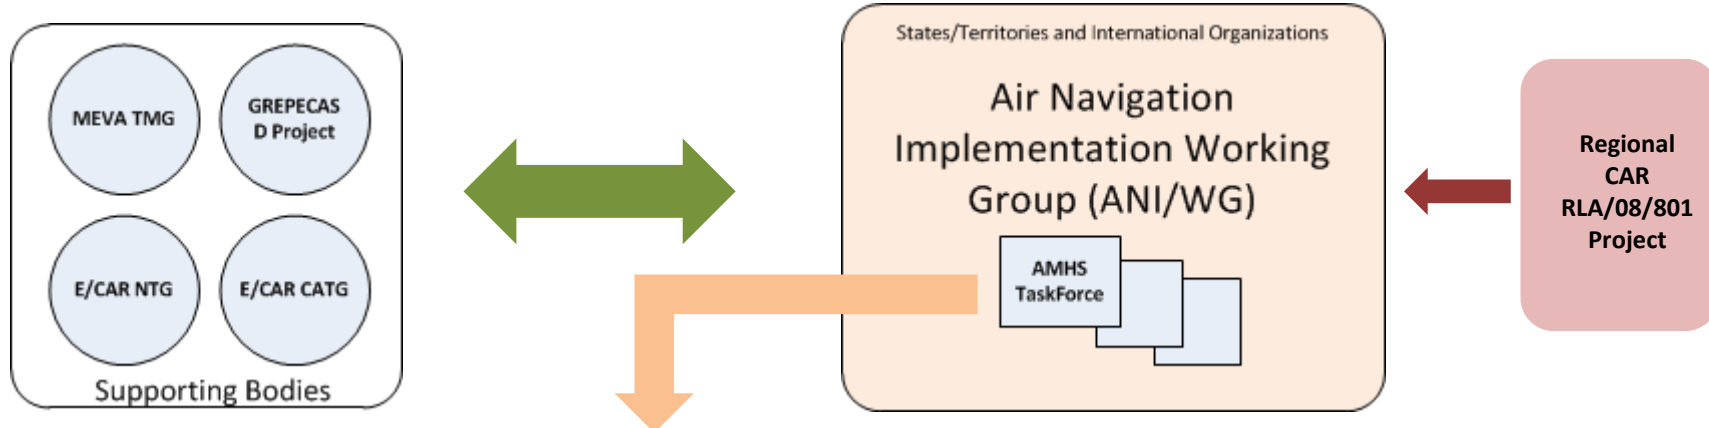 MEVA TMG
GREPECAS
D Project
E/CAR NTG
E/CAR CATG
Supporting Bodies
States/Territories and International Organizations
Air Navigation
Implementation Working
Group (ANI/WG)
AMHS
TaskForce
Regional
CAR
RLA/08/801
Project